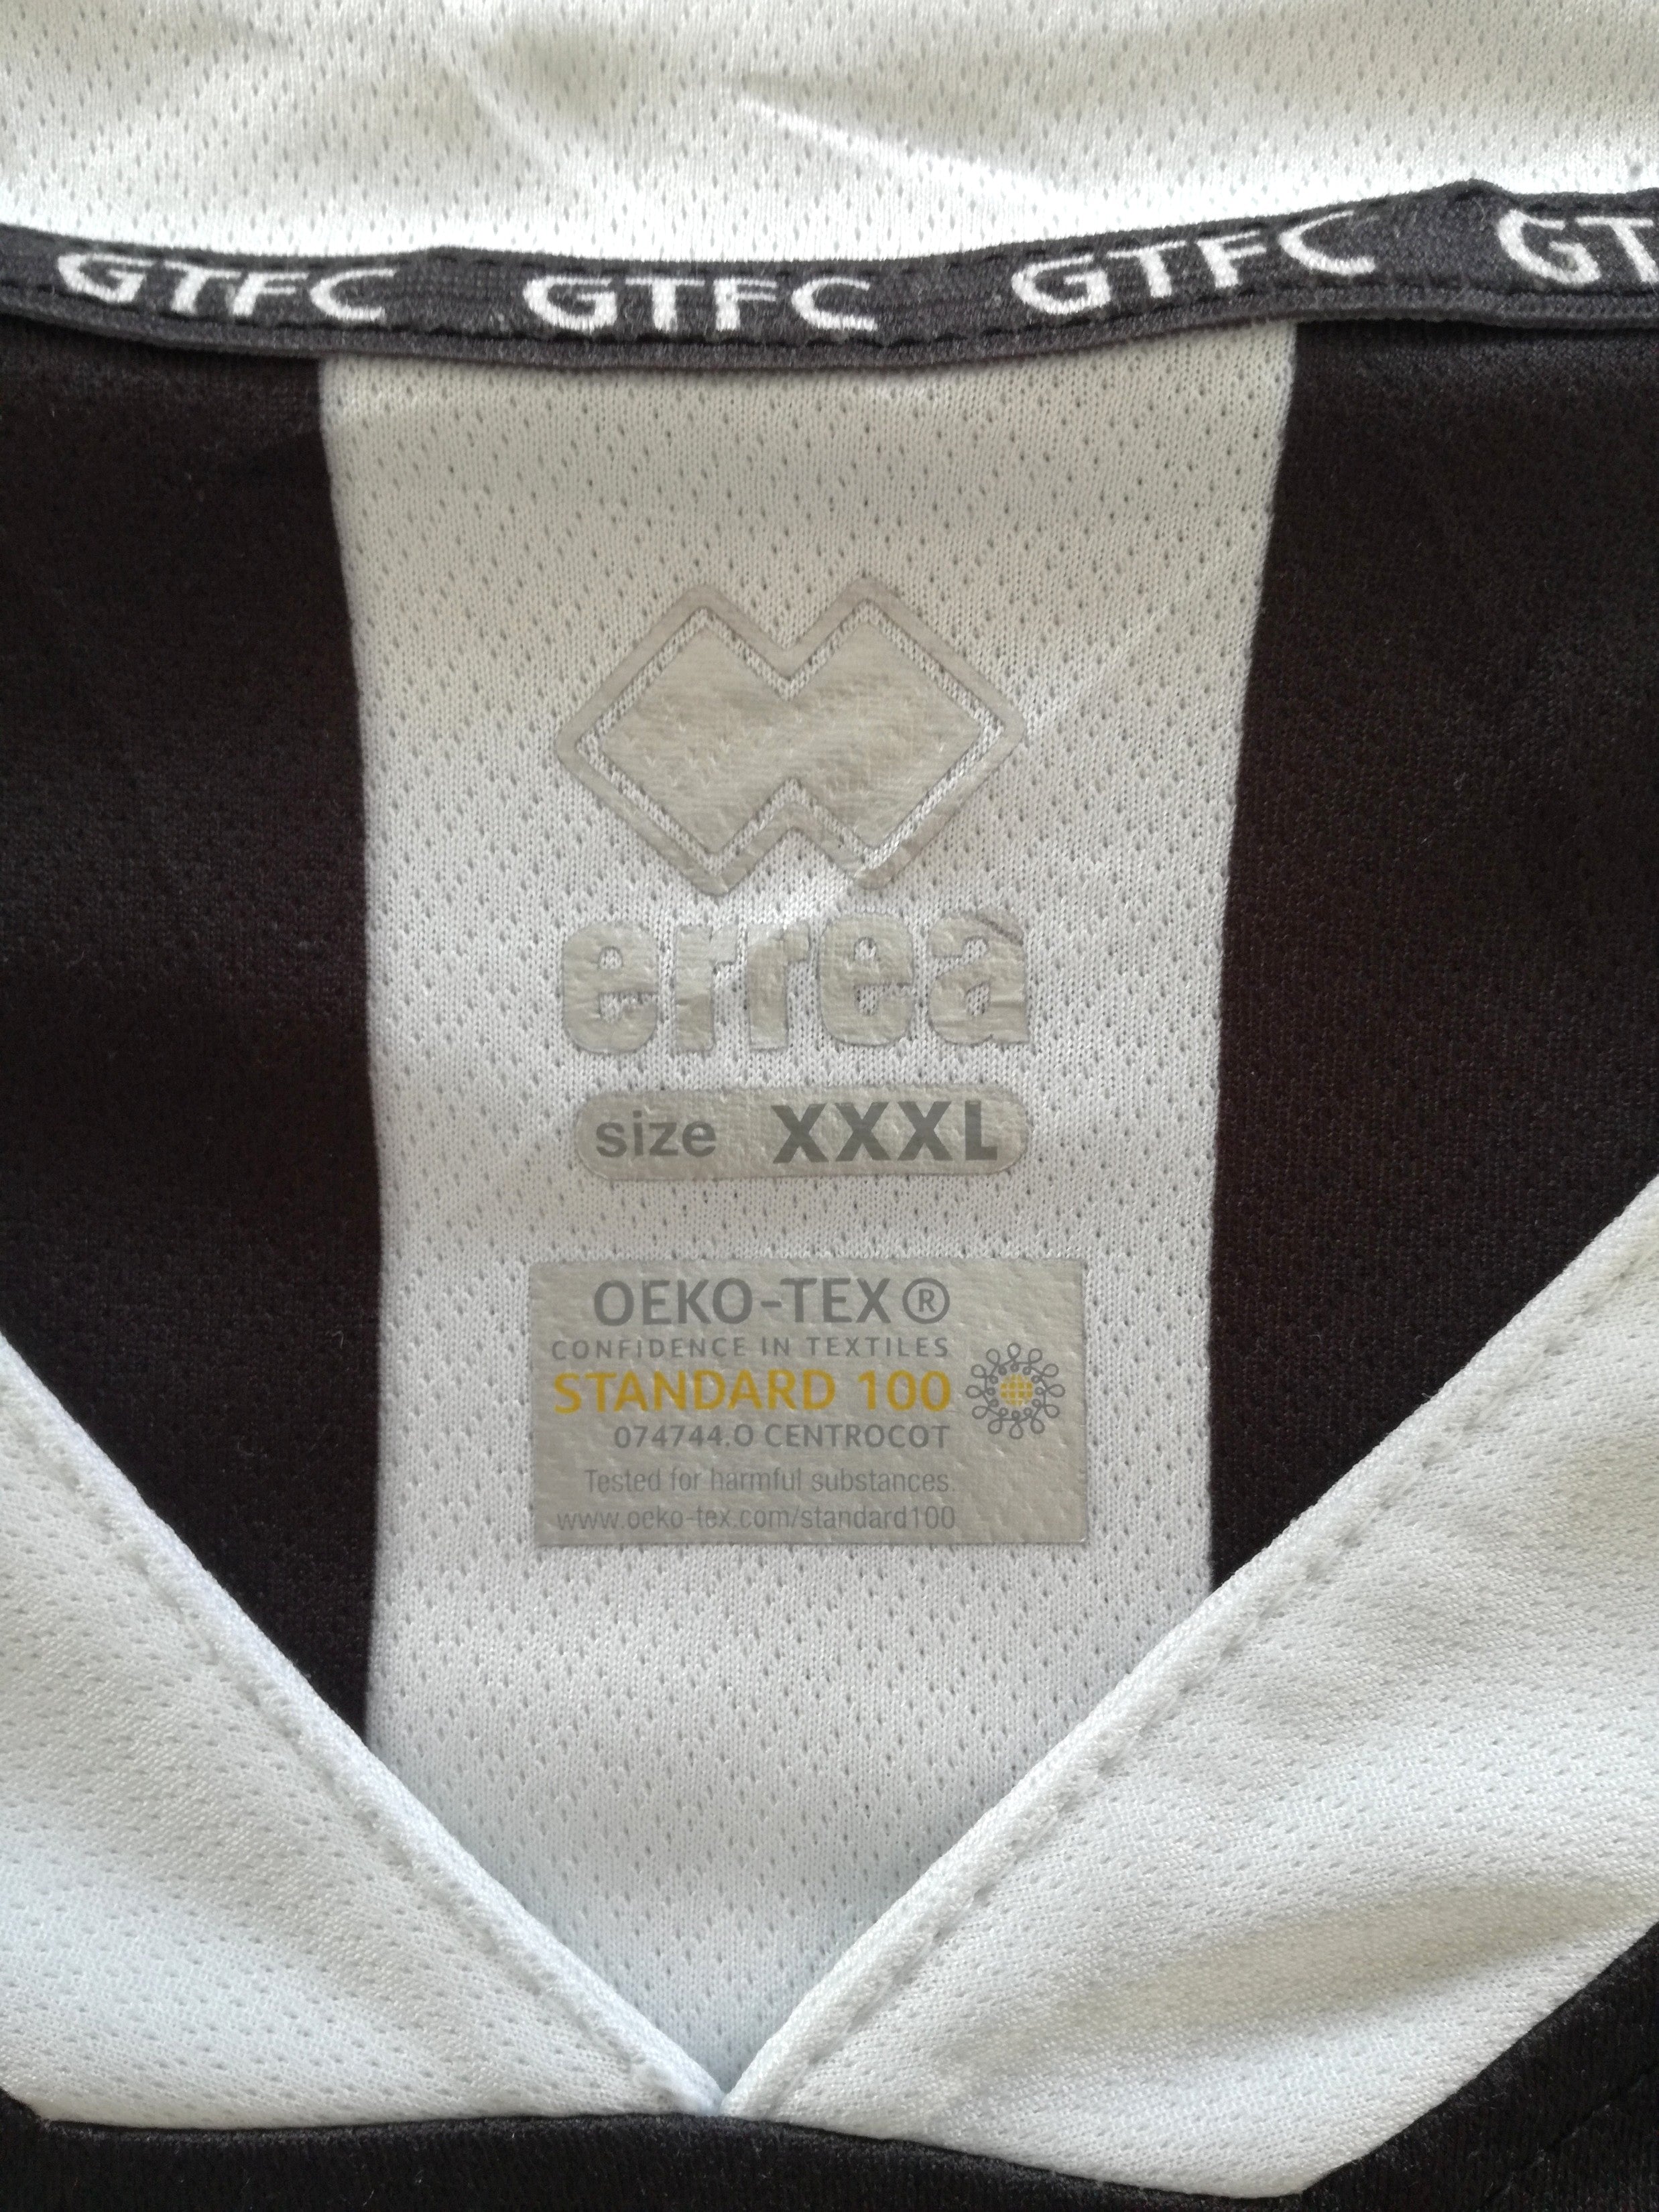 GTFC GTFC GTFC GT
errea
size XXXL
OEKO-TEX®
CONFIDENCE IN TEXTILES
STANDARD 100
074744.O CENTROCOT
Tested for harmful substances.
www.oeko-tex.com/standard100